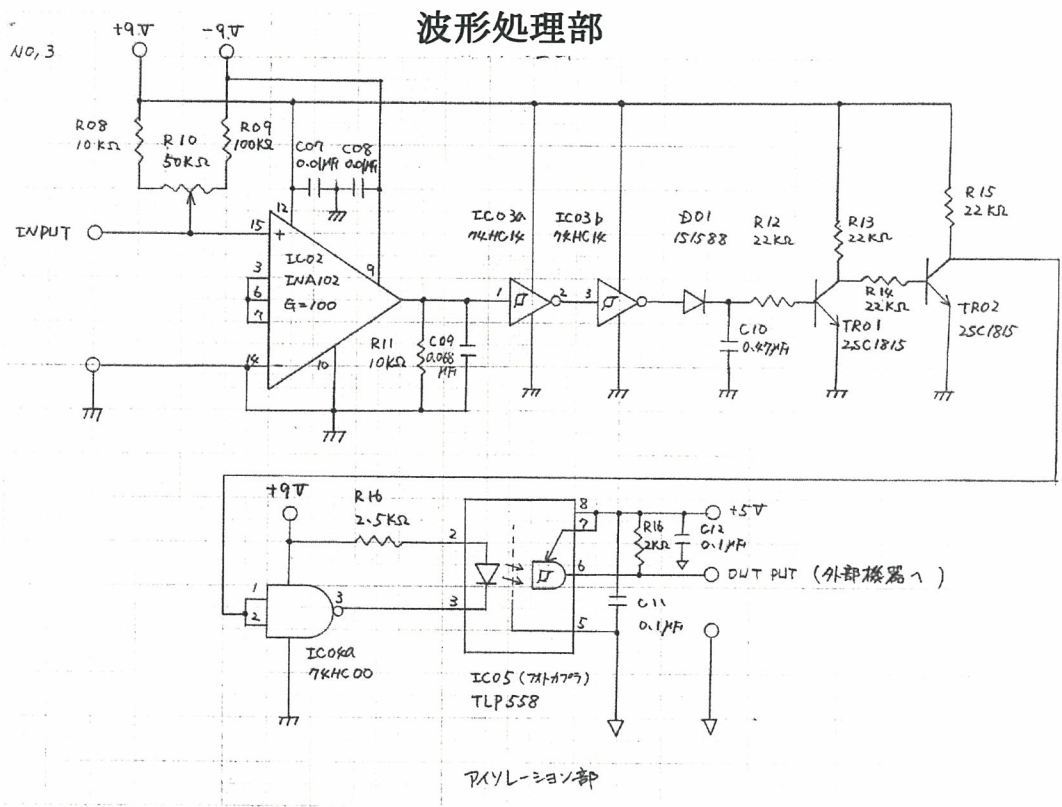 波形処理部
NO,3
+9V
-9V
R08
10KΩ
R10
50KΩ
R09
100KΩ
C07
0.01μF
C08
0.01μF
INPUT
15
12
+
IC02
INA102
G=100
3
6
7
9
14
-
10
R11
10KΩ
C09
0.068
μF
IC03a
74HC14
1
2
IC03b
74HC14
3
D01
1S1588
C10
0.47μF
R12
22KΩ
R13
22KΩ
R14
22KΩ
TR01
2SC1815
R15
22KΩ
TR02
2SC1815
+9V
R16
2.5KΩ
1
2
3
IC04a
74HC00
2
3
8
7
6
5
IC05 (フォトカプラ)
TLP558
R16
2KΩ
C12
0.1μF
C11
0.1μF
+5V
OUT PUT (外部機器へ)
アイソレーション部